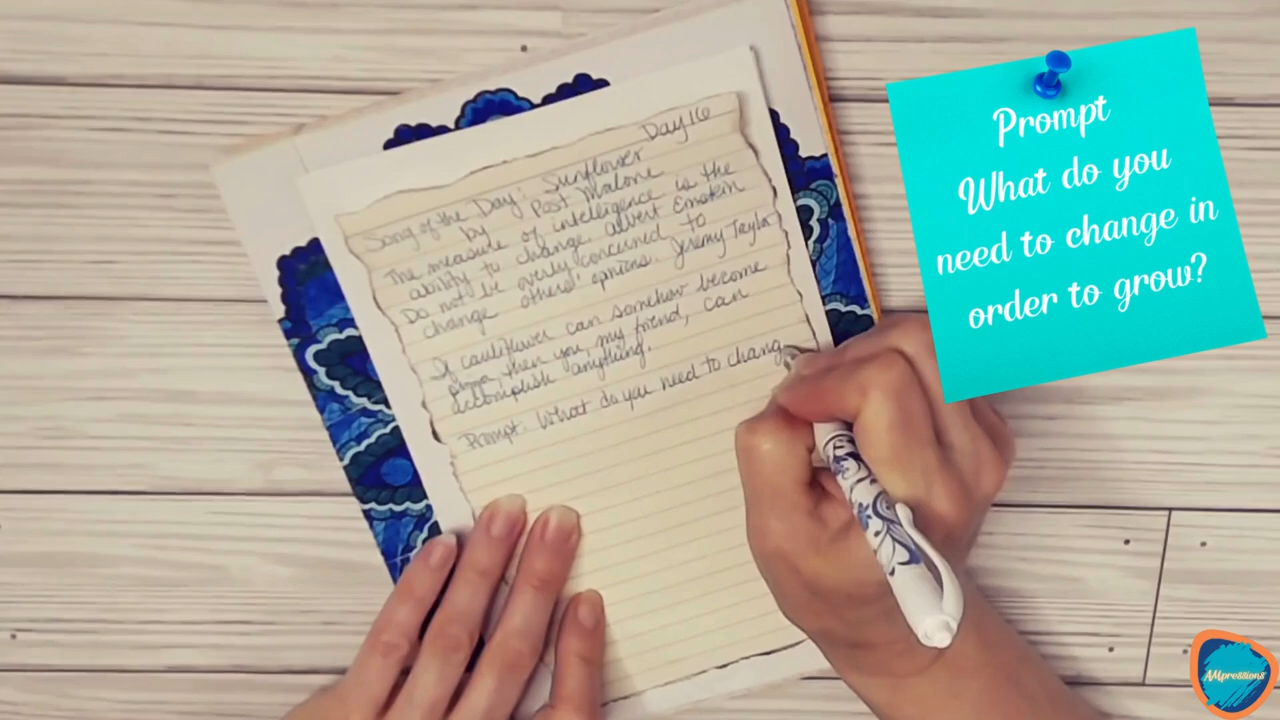 Day 16
Song of the Day: Sunflower
by Post Malone
The measure of intelligence is the
ability to change. Albert Einstein
Do not be overly concerned to
change others' opinions. Jeremy Taylor
If cauliflower can somehow become
pizza, then you, my friend, can
accomplish anything.
Prompt: What do you need to chang
Prompt
What do you
need to change in
order to grow?
AMpressions